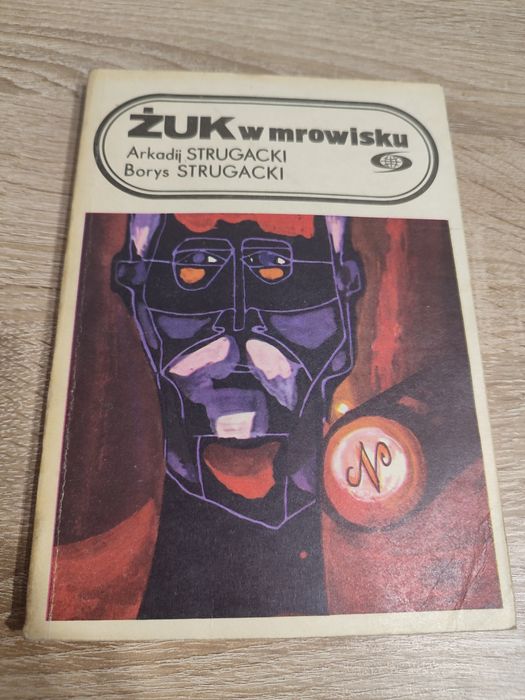 ŻUK w mrowisku
Arkadij STRUGACKI
Borys STRUGACKI
N